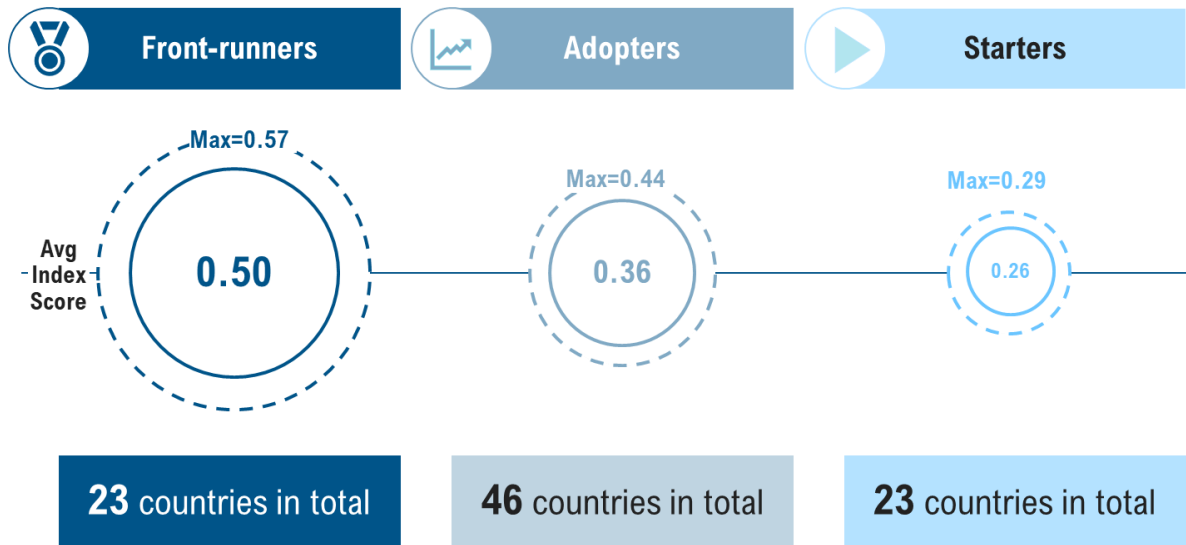 Front-runners
Adopters
Starters
Max=0.57
Max=0.44
Max=0.29
Avg
Index
Score
0.50
0.36
0.26
23 countries in total
46 countries in total
23 countries in total